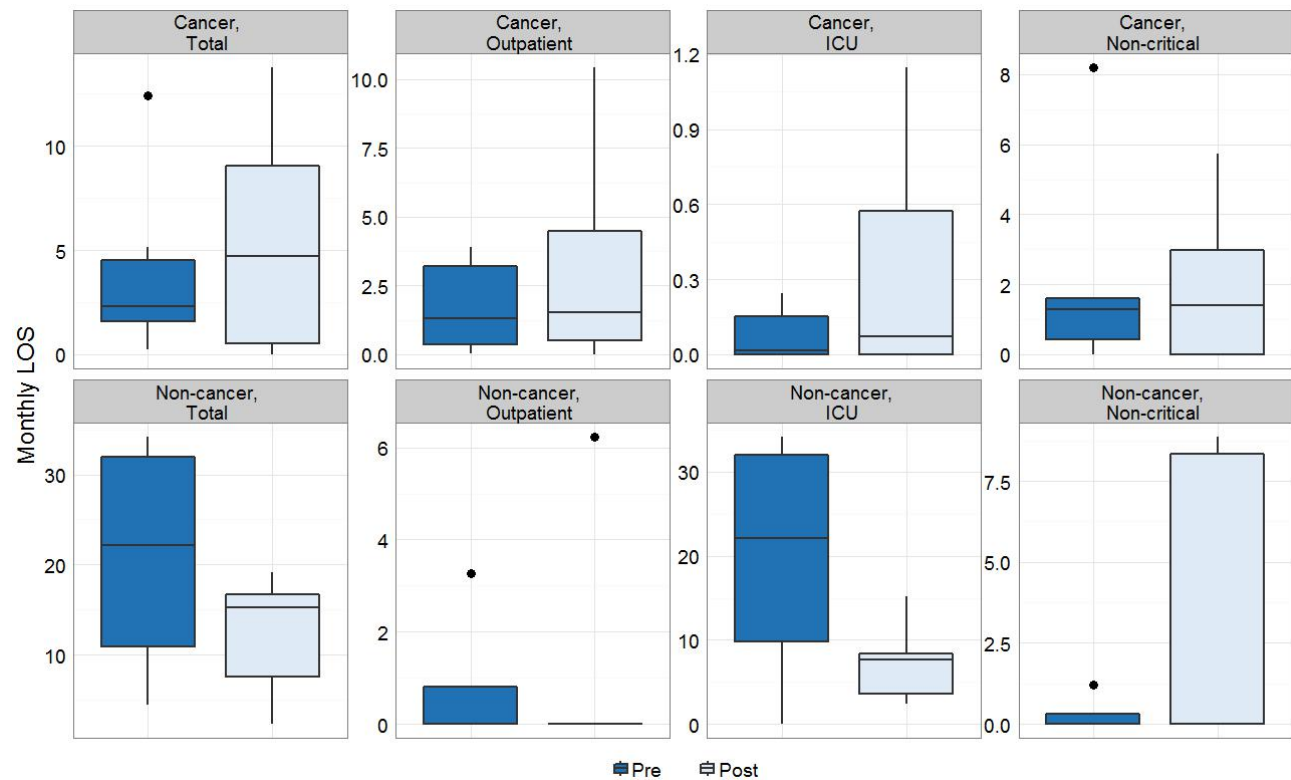 Cancer,
Total
Cancer,
Outpatient
Cancer,
ICU
Cancer,
Non-critical
Monthly LOS
10
5
0
10.0
7.5
5.0
2.5
0.0
1.2
0.9
0.6
0.3
0.0
8
6
4
2
0
Non-cancer,
Total
Non-cancer,
Outpatient
Non-cancer,
ICU
Non-cancer,
Non-critical
30
20
10
6
4
2
0
30
20
10
0
7.5
5.0
2.5
0.0
Pre
Post